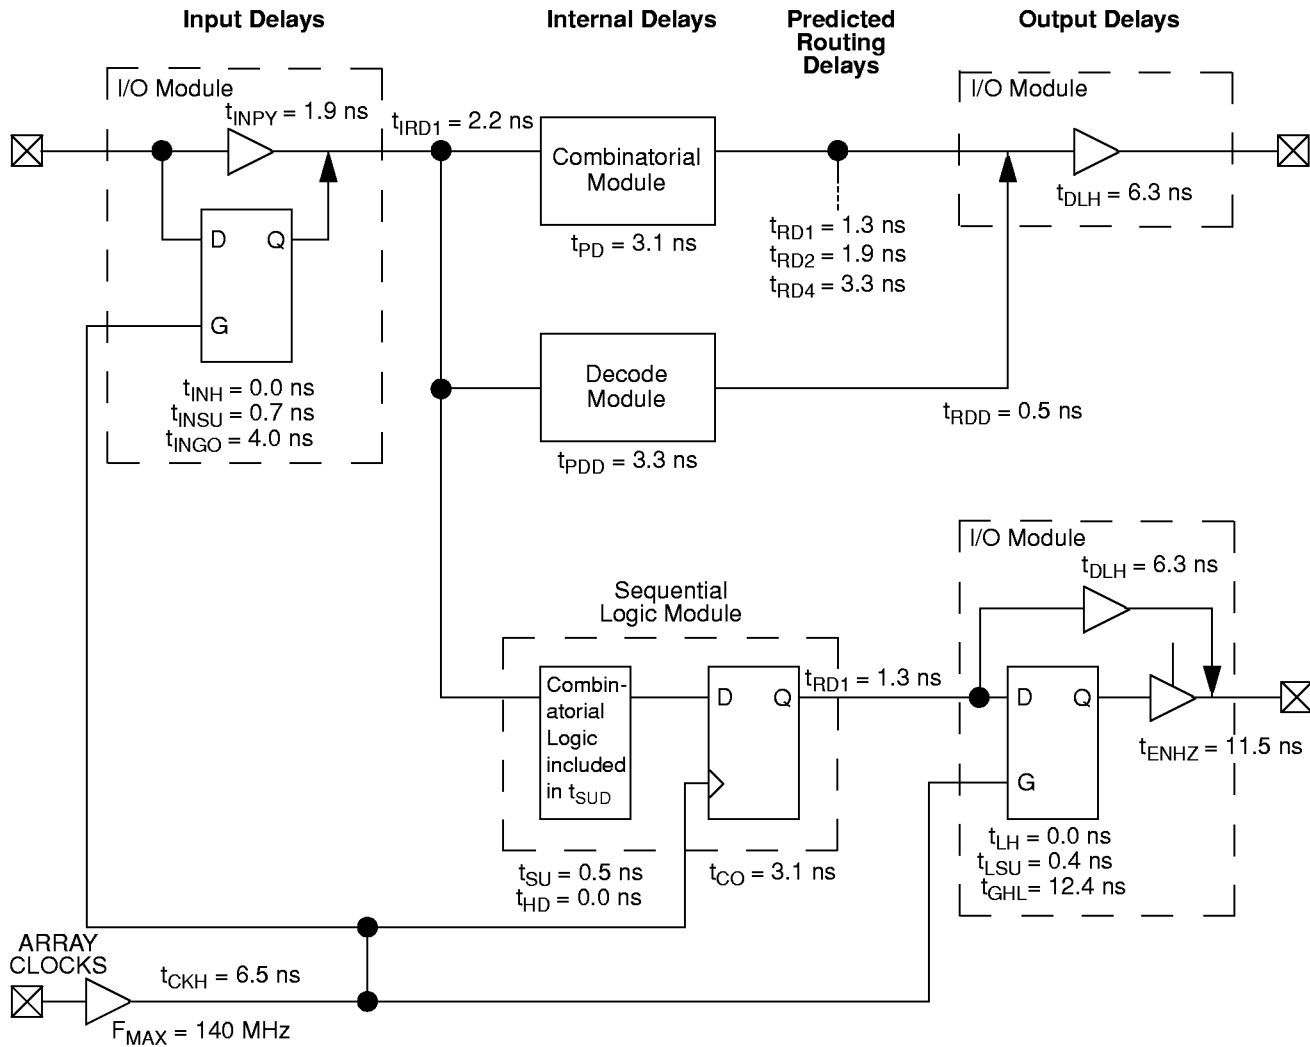 Input Delays
Internal Delays
Predicted
Routing
Delays
Output Delays
I/O Module
tINPY = 1.9 ns
tIRD1 = 2.2 ns
Combinatorial
Module
tPD = 3.1 ns
I/O Module
tDLH = 6.3 ns
D
Q
G
tRD1 = 1.3 ns
tRD2 = 1.9 ns
tRD4 = 3.3 ns
tINH = 0.0 ns
tINSU = 0.7 ns
tINGO = 4.0 ns
Decode
Module
tPDD = 3.3 ns
tRDD = 0.5 ns
Sequential
Logic Module
Combin-
atorial
Logic
included
in tSUD
D
Q
tSU = 0.5 ns
tHD = 0.0 ns
tCO = 3.1 ns
tRD1 = 1.3 ns
I/O Module
tDLH = 6.3 ns
D
Q
G
tENHZ = 11.5 ns
tLH = 0.0 ns
tLSU = 0.4 ns
tGHL= 12.4 ns
ARRAY
CLOCKS
tCKH = 6.5 ns
FMAX = 140 MHz